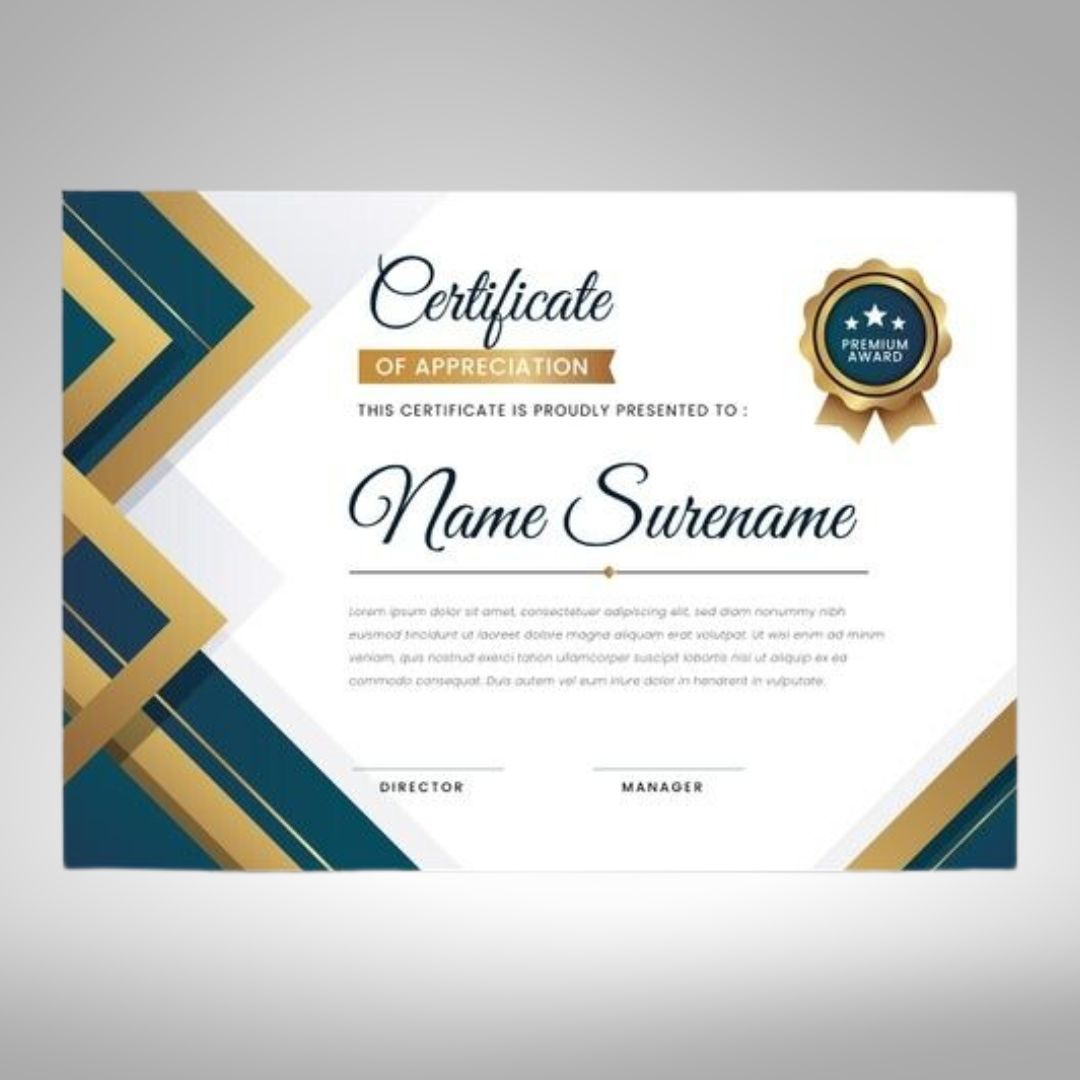 Certificate
OF APPRECIATION
THIS CERTIFICATE IS PROUDLY PRESENTED TO :
PREMIUM
AWARD
Name Surename
Lorem ipsum dolor sit amet, consectetuer adipiscing elit, sed diam nonummy nibh
euismod tincidunt ut laoreet dolore magna aliquam erat volutpat. Ut wisi enim ad minim
veniam, quis nostrud exerci tation ullamcorper suscipit lobortis nisl ut aliquip ex ea
commodo consequat. Duis autem vel eum iriure dolor in hendrerit in vulputate.
DIRECTOR
MANAGER